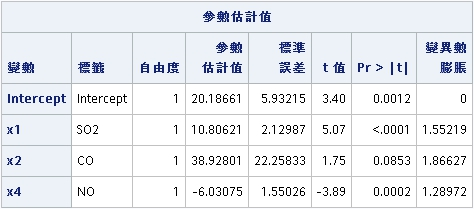 參數估計值
變數 標籤 自由度 參數估計值 標準誤差 t 值 Pr > |t| 變異數膨脹
Intercept Intercept 1 20.18661 5.93215 3.40 0.0012 0
x1 SO2 1 10.80621 2.12987 5.07 <.0001 1.55219
x2 CO 1 38.92801 22.25833 1.75 0.0853 1.86627
x4 NO 1 -6.03075 1.55026 -3.89 0.0002 1.28972